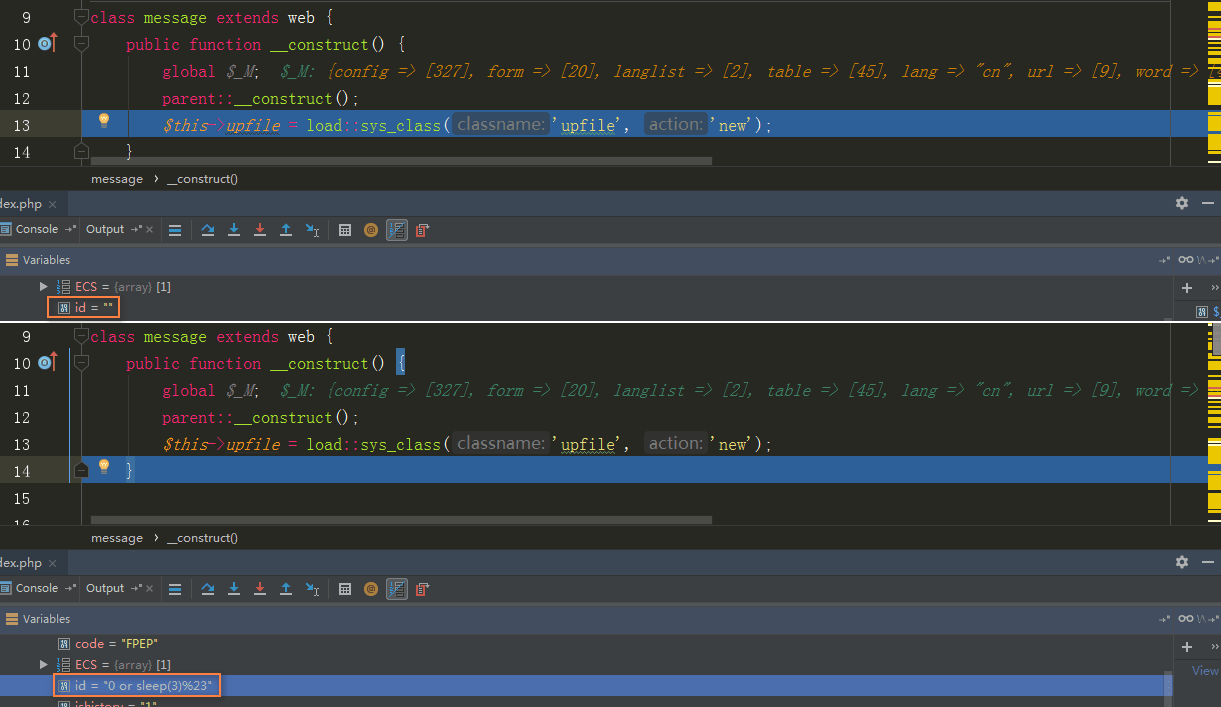 9 class message extends web {
10 public function __construct() {
11 global $_M; $_M: {config => [327], form => [20], langlist => [2], table => [45], lang => "cn", url => [9], word => [4
12 parent::__construct();
13 $this->upfile = load::sys_class( classname: 'upfile', action: 'new');
14 }
message › __construct()
dex.php ×
Console Output
Variables
ECS = {array} [1]
id = ""
$
9 class message extends web {
10 public function __construct() {
11 global $_M; $_M: {config => [327], form => [20], langlist => [2], table => [45], lang => "cn", url => [9], word =>
12 parent::__construct();
13 $this->upfile = load::sys_class( classname: 'upfile', action: 'new');
14 }
15
16
message › __construct()
dex.php ×
Console Output
Variables
code = "FPEP"
ECS = {array} [1]
View
id = "0 or sleep(3)%23"
ishistory = "1"